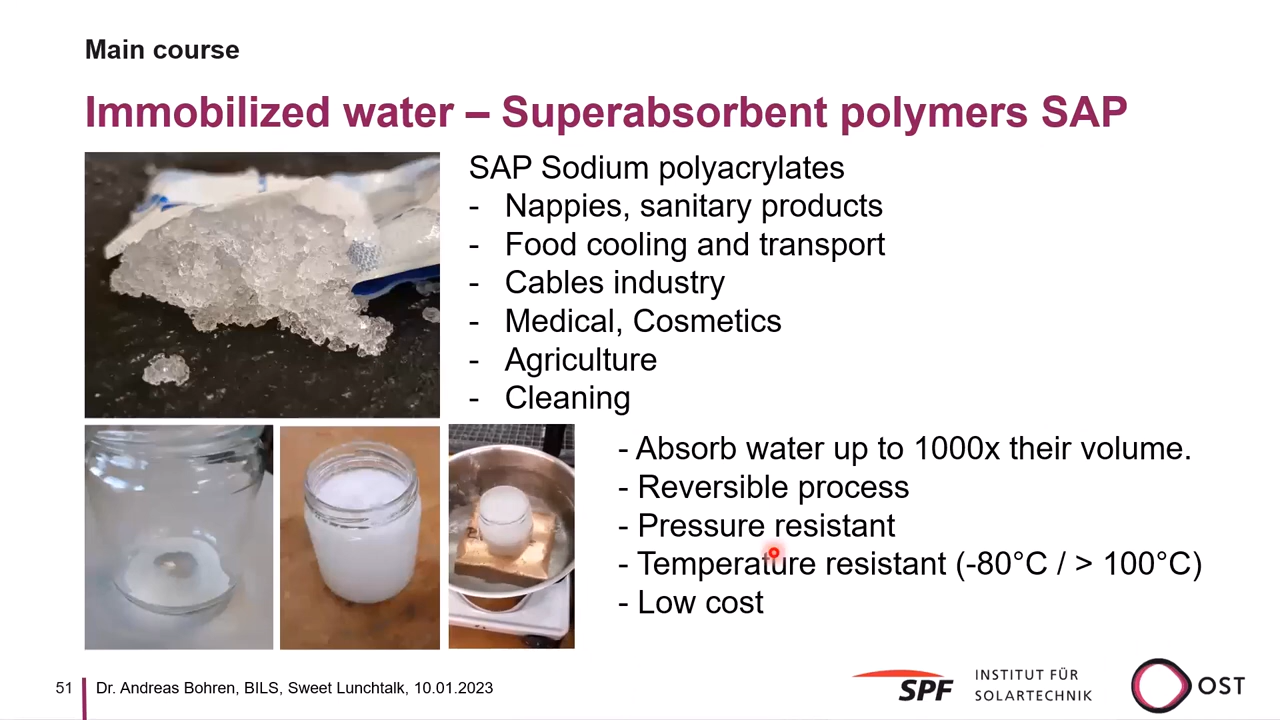 Main course
Immobilized water – Superabsorbent polymers SAP
SAP Sodium polyacrylates
- Nappies, sanitary products
- Food cooling and transport
- Cables industry
- Medical, Cosmetics
- Agriculture
- Cleaning
- Absorb water up to 1000x their volume.
- Reversible process
- Pressure resistant
- Temperature resistant (-80°C / > 100°C)
- Low cost
51 Dr. Andreas Bohren, BILS, Sweet Lunchtalk, 10.01.2023
SPF
INSTITUT FÜR
SOLARTECHNIK
OST